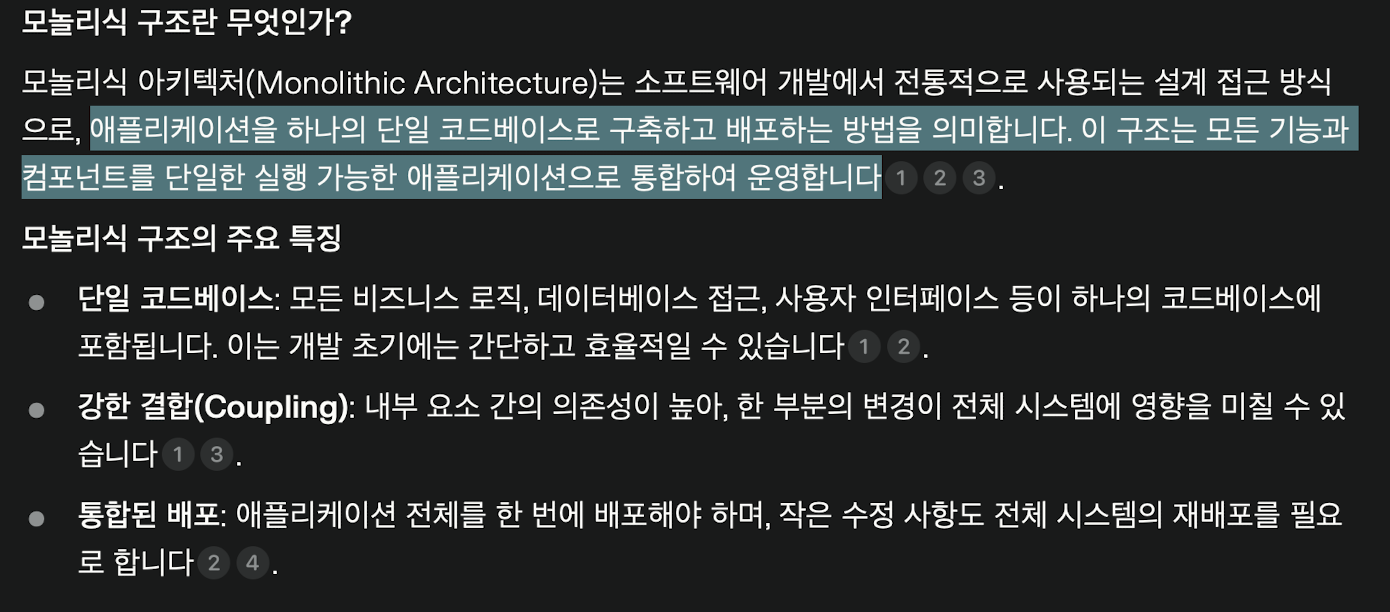 모놀리식 구조란 무엇인가?
모놀리식 아키텍처(Monolithic Architecture)는 소프트웨어 개발에서 전통적으로 사용되는 설계 접근 방식
으로, 애플리케이션을 하나의 단일 코드베이스로 구축하고 배포하는 방법을 의미합니다. 이 구조는 모든 기능과
컴포넌트를 단일한 실행 가능한 애플리케이션으로 통합하여 운영합니다 1 2 3 .
모놀리식 구조의 주요 특징
● 단일 코드베이스: 모든 비즈니스 로직, 데이터베이스 접근, 사용자 인터페이스 등이 하나의 코드베이스에
포함됩니다. 이는 개발 초기에는 간단하고 효율적일 수 있습니다 1 2 .
● 강한 결합(Coupling): 내부 요소 간의 의존성이 높아, 한 부분의 변경이 전체 시스템에 영향을 미칠 수 있
습니다 1 3 .
● 통합된 배포: 애플리케이션 전체를 한 번에 배포해야 하며, 작은 수정 사항도 전체 시스템의 재배포를 필요
로 합니다 2 4 .